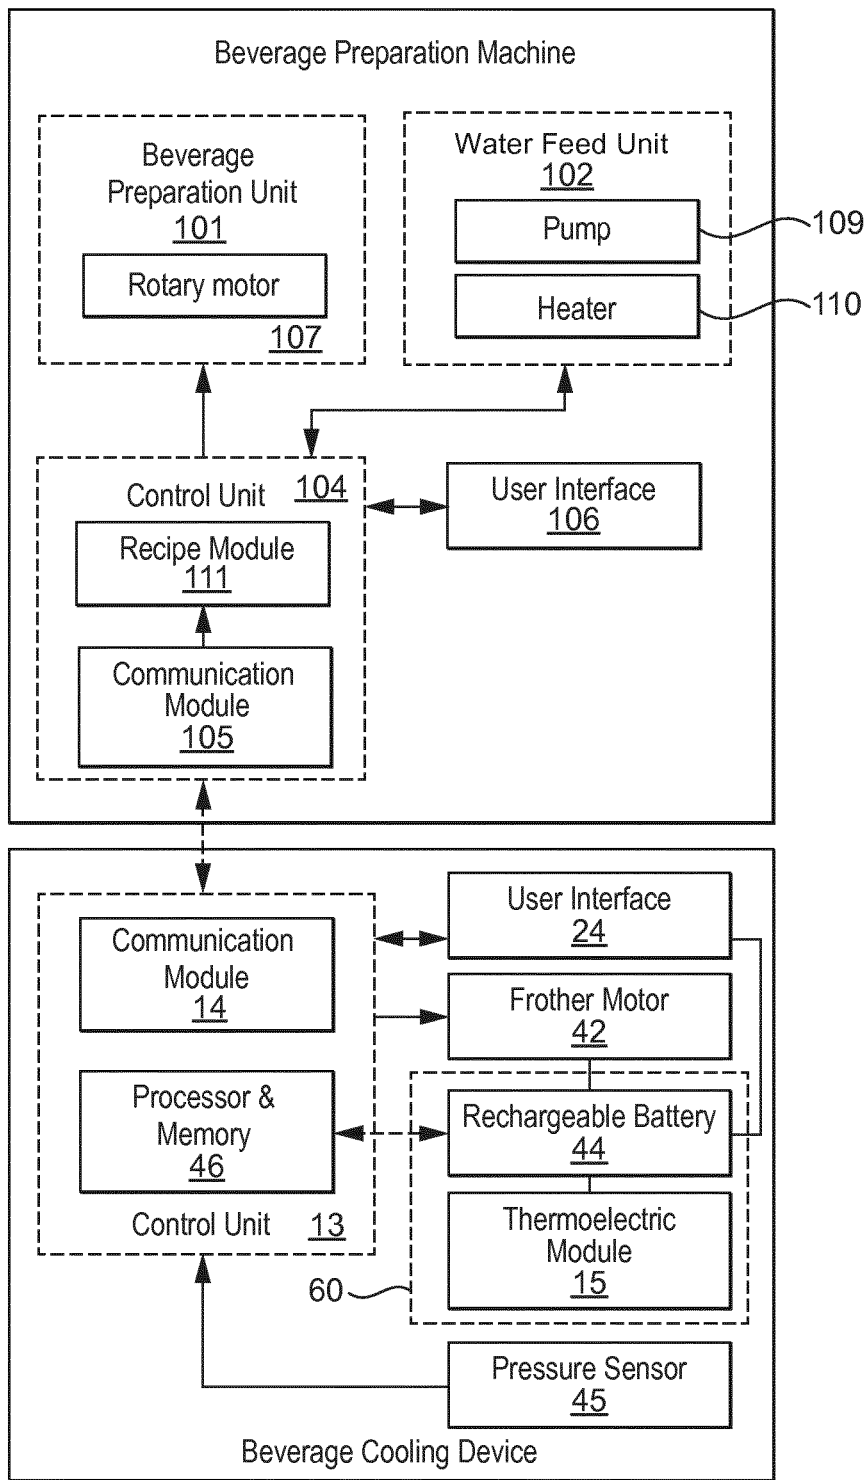 Beverage Preparation Machine
Beverage
Preparation Unit
101
Rotary motor
107
Water Feed Unit
102
Pump
109
Heater
110
104
Control Unit
Recipe Module
111
Communication
Module
105
User Interface
106
Communication
Module
14
Processor &
Memory
46
Control Unit 13
User Interface
24
Frother Motor
42
Rechargeable Battery
44
Thermoelectric
Module
15
60
Pressure Sensor
45
Beverage Cooling Device